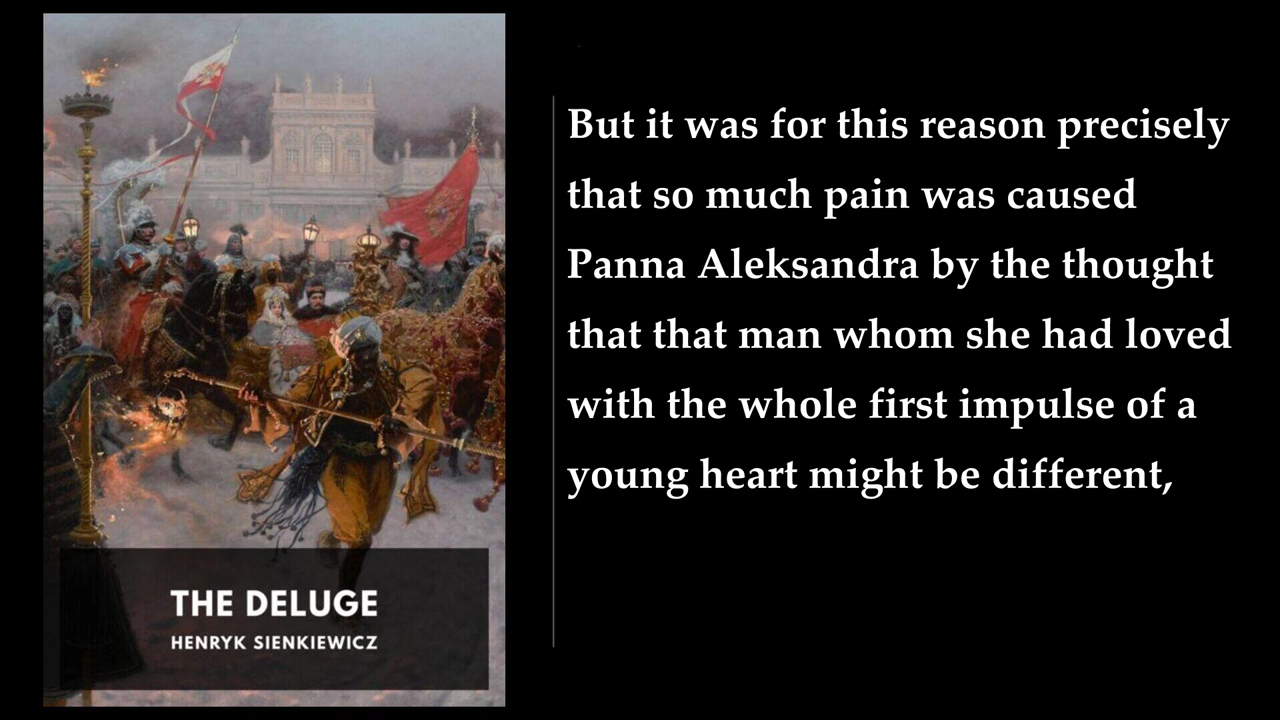 THE DELUGE
HENRYK SIENKIEWICZ
But it was for this reason precisely
that so much pain was caused
Panna Aleksandra by the thought
that that man whom she had loved
with the whole first impulse of a
young heart might be different,